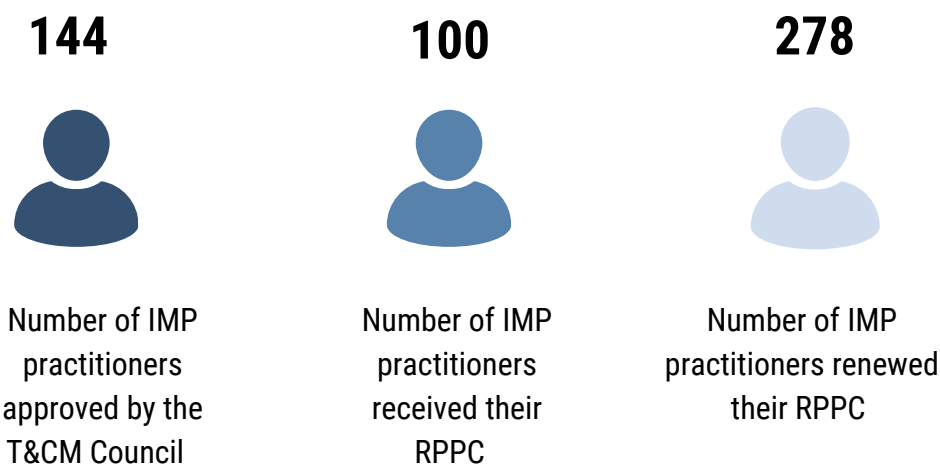 144
Number of IMP
practitioners
approved by the
T&CM Council
100
Number of IMP
practitioners
received their
RPPC
278
Number of IMP
practitioners renewed
their RPPC